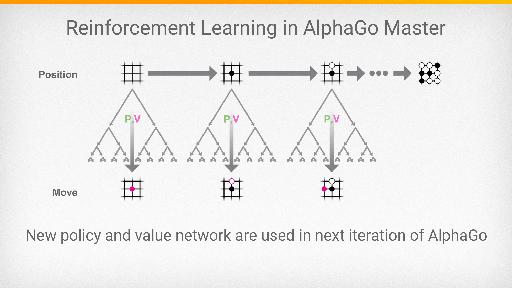 Reinforcement Learning in AlphaGo Master
Position
P,V P,V P,V
Move
New policy and value network are used in next iteration of AlphaGo